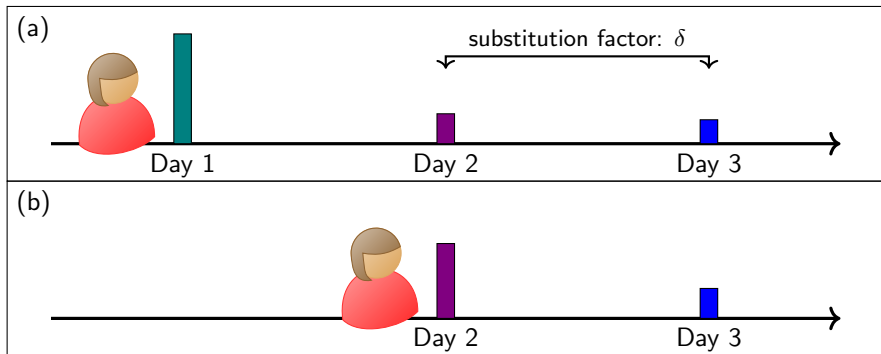 (a)
substitution factor: δ
Day 1 Day 2 Day 3
(b)
Day 2 Day 3